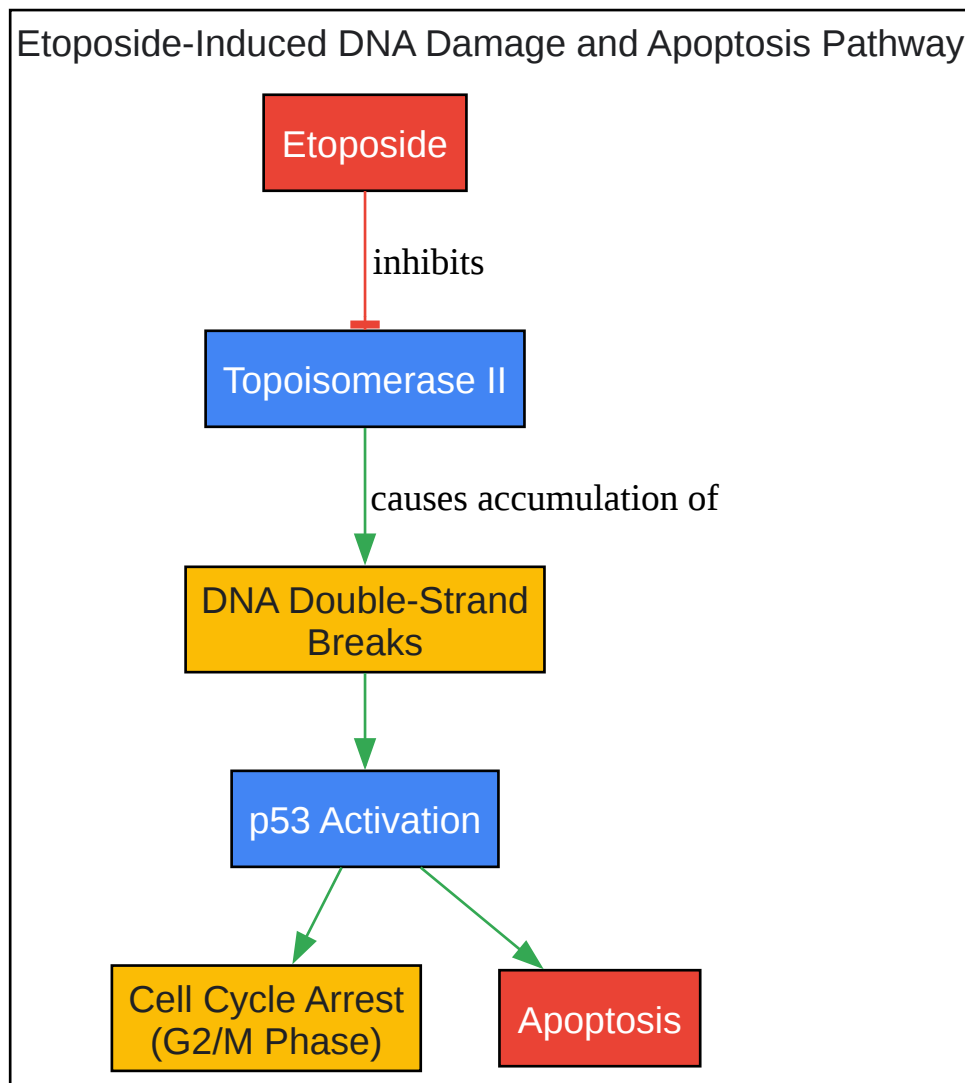 Etoposide-Induced DNA Damage and Apoptosis Pathway
Etoposide
inhibits
Topoisomerase II
causes accumulation of
DNA Double-Strand
Breaks
p53 Activation
Cell Cycle Arrest
(G2/M Phase)
Apoptosis